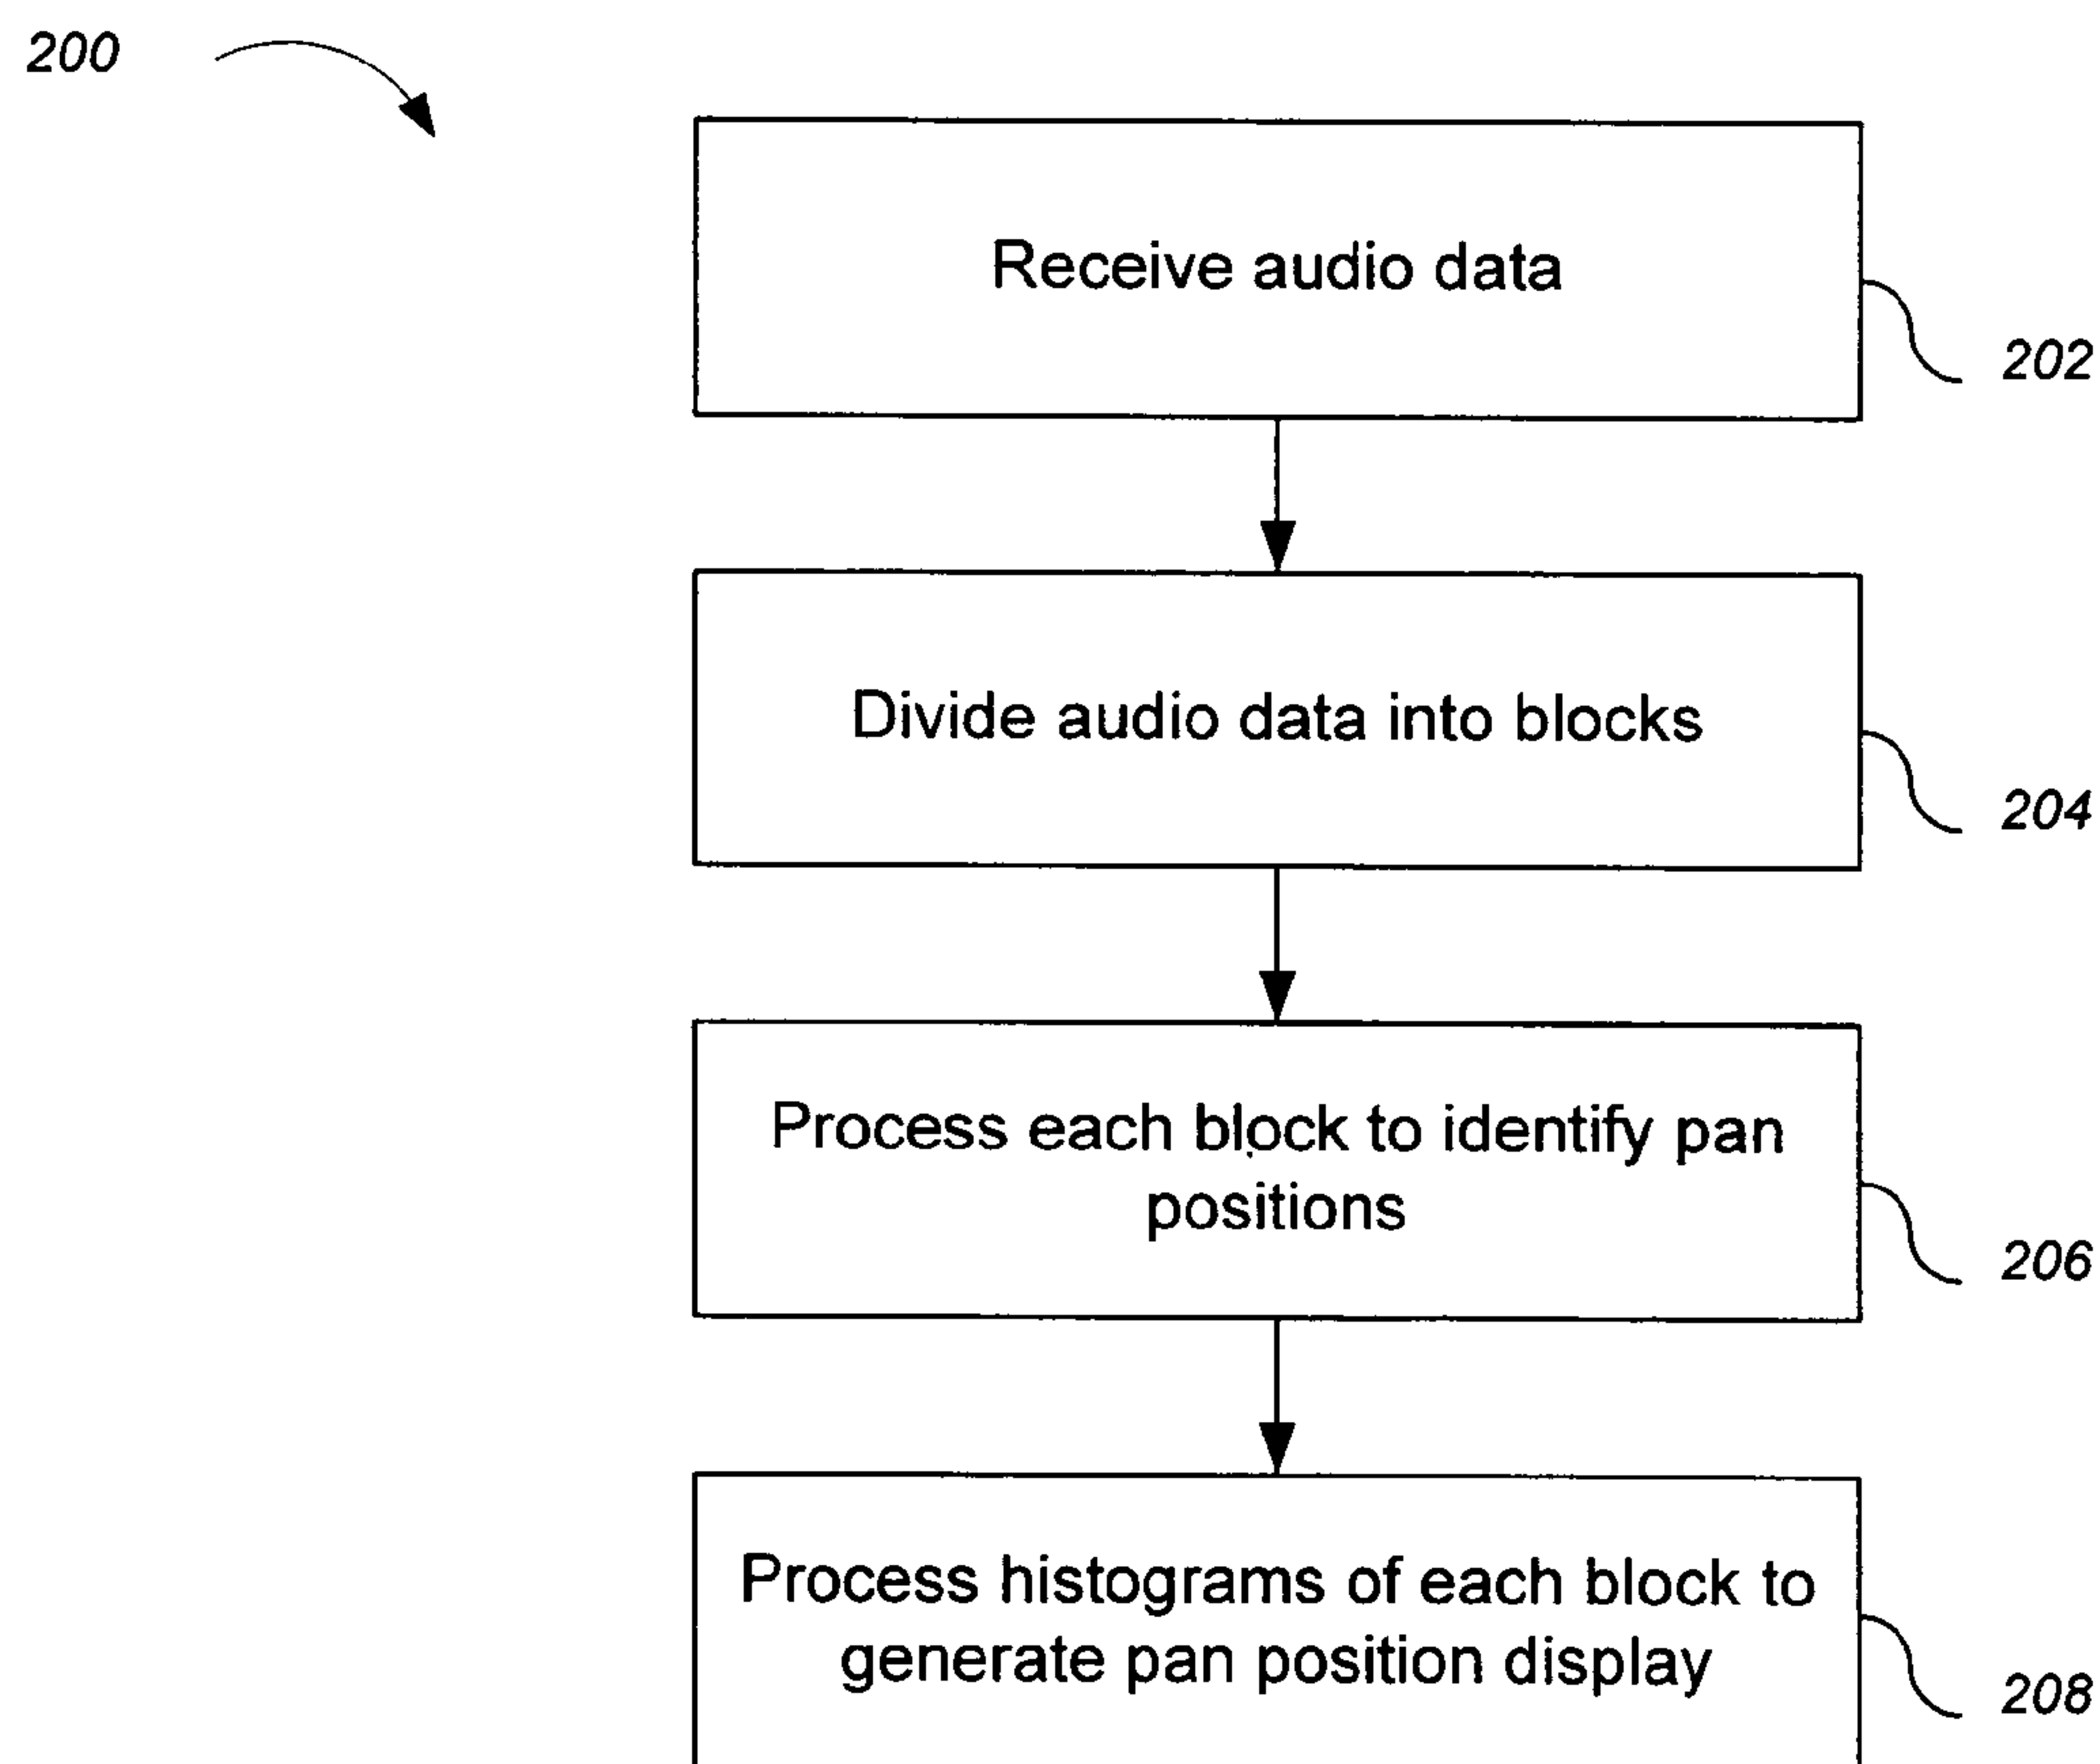 200
Receive audio data
202
Divide audio data into blocks
204
Process each block to identify pan
positions
206
Process histograms of each block to
generate pan position display
208